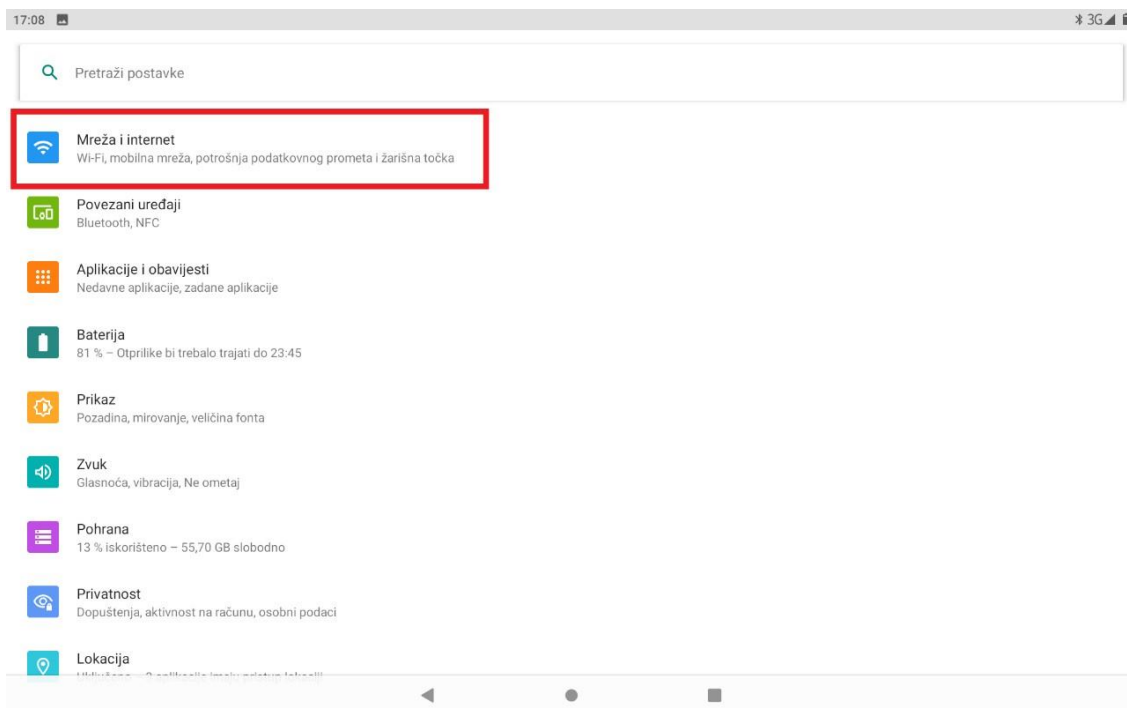 17:08
3G
Pretraži postavke
Mreža i internet
Wi-Fi, mobilna mreža, potrošnja podatkovnog prometa i žarišna točka
Povezani uređaji
Bluetooth, NFC
Aplikacije i obavijesti
Nedavne aplikacije, zadane aplikacije
Baterija
81 % – Otprilike bi trebalo trajati do 23:45
Prikaz
Pozadina, mirovanje, veličina fonta
Zvuk
Glasnoća, vibracija, Ne ometaj
Pohrana
13 % iskorišteno – 55,70 GB slobodno
Privatnost
Dopuštenja, aktivnost na računu, osobni podaci
Lokacija